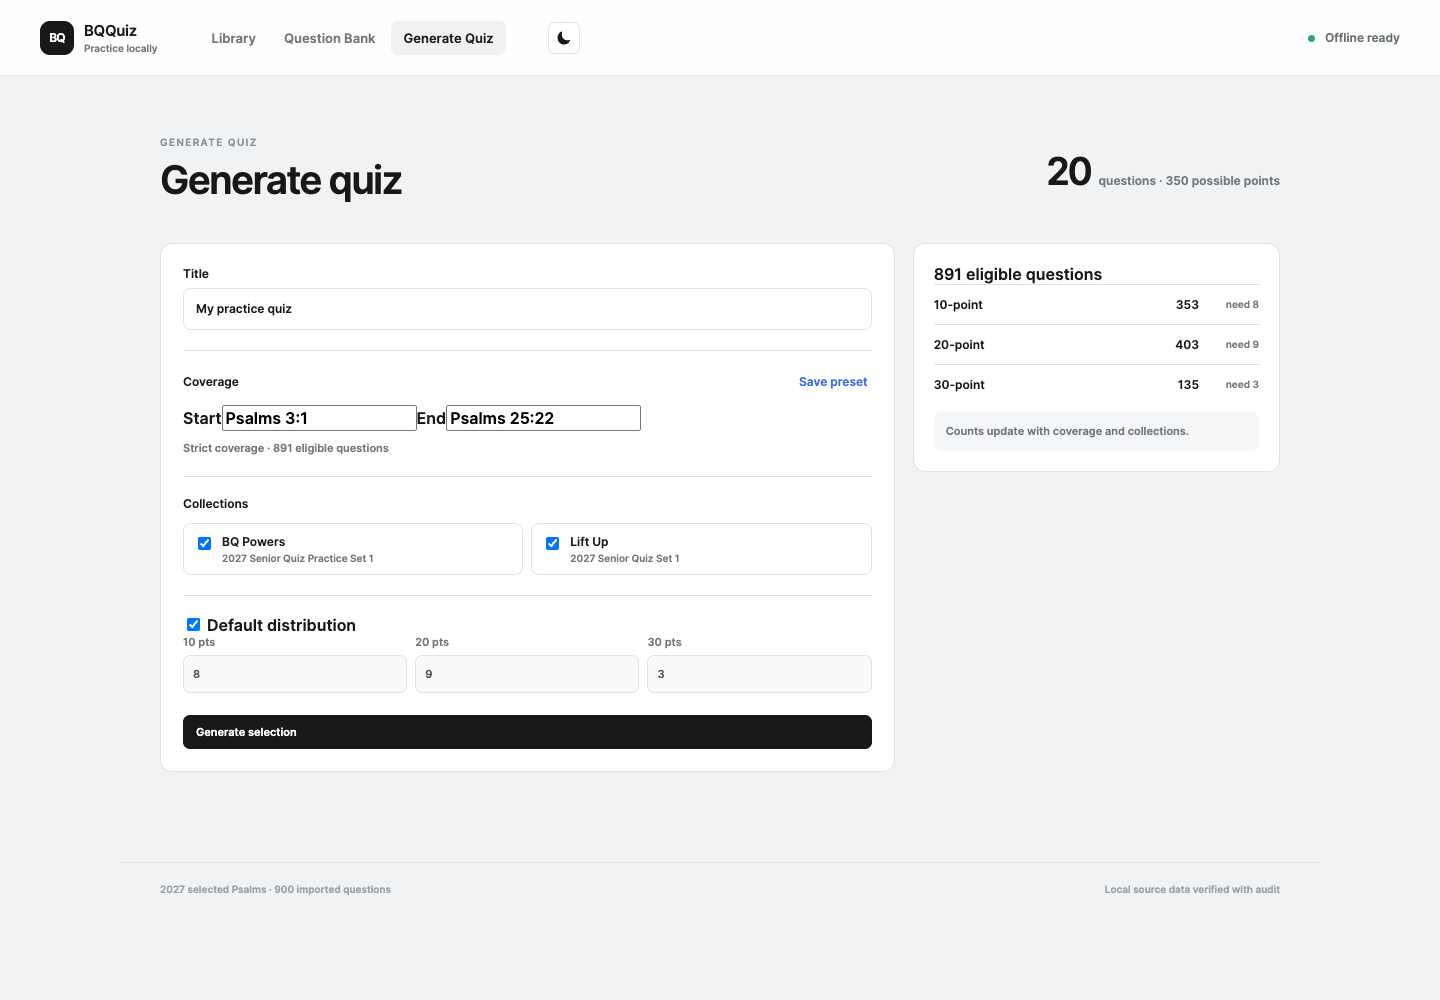 BQ
BQQuiz
Practice locally
Library
Question Bank
Generate Quiz
Offline ready
GENERATE QUIZ
Generate quiz
20 questions · 350 possible points
Title
My practice quiz
Coverage
Save preset
Start Psalms 3:1 End Psalms 25:22
Strict coverage · 891 eligible questions
Collections
BQ Powers
2027 Senior Quiz Practice Set 1
Lift Up
2027 Senior Quiz Set 1
Default distribution
10 pts
20 pts
30 pts
8
9
3
Generate selection
891 eligible questions
10-point 353 need 8
20-point 403 need 9
30-point 135 need 3
Counts update with coverage and collections.
2027 selected Psalms · 900 imported questions
Local source data verified with audit